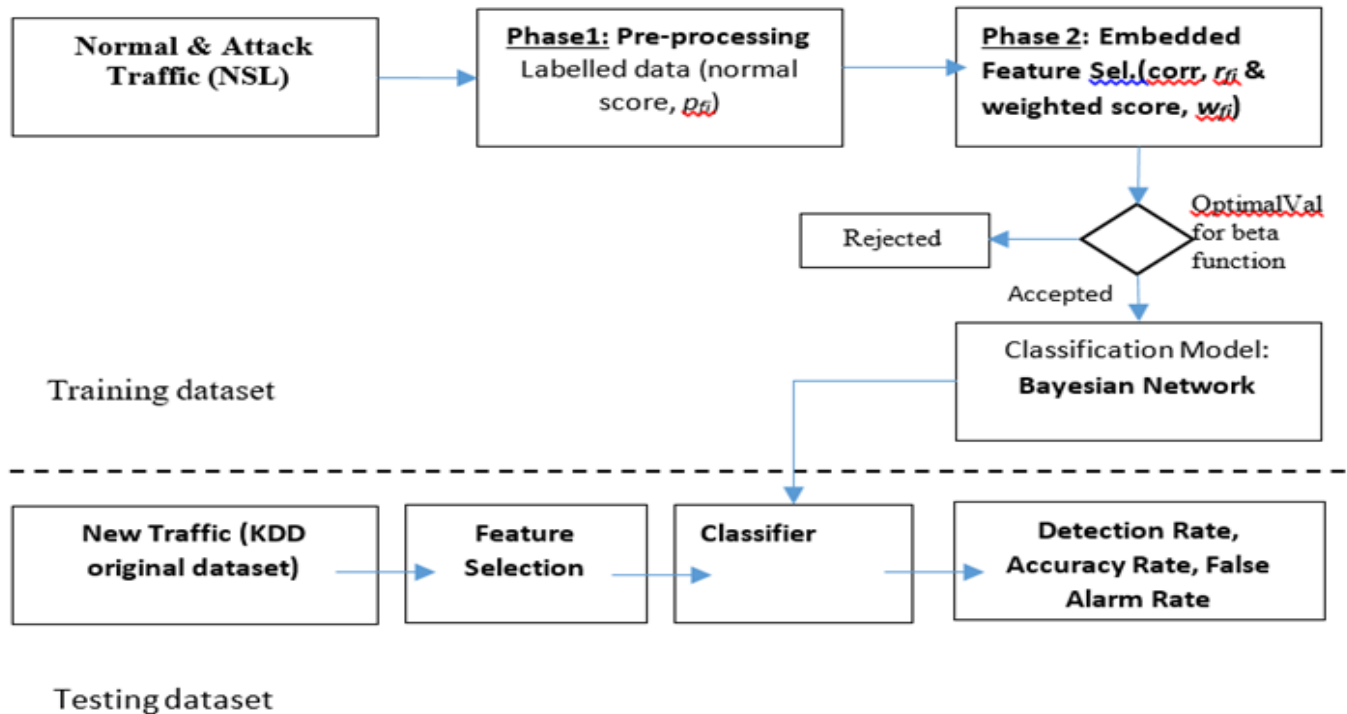 Normal & Attack
Traffic (NSL)
Phase1: Pre-processing
Labelled data (normal
score, pfi)
Phase 2: Embedded
Feature Sel.(corr, rfi &
weighted score, wfi)
OptimalVal
for beta
function
Rejected
Accepted
Classification Model:
Bayesian Network
Training dataset
New Traffic (KDD
original dataset)
Feature
Selection
Classifier
Detection Rate,
Accuracy Rate, False
Alarm Rate
Testing dataset